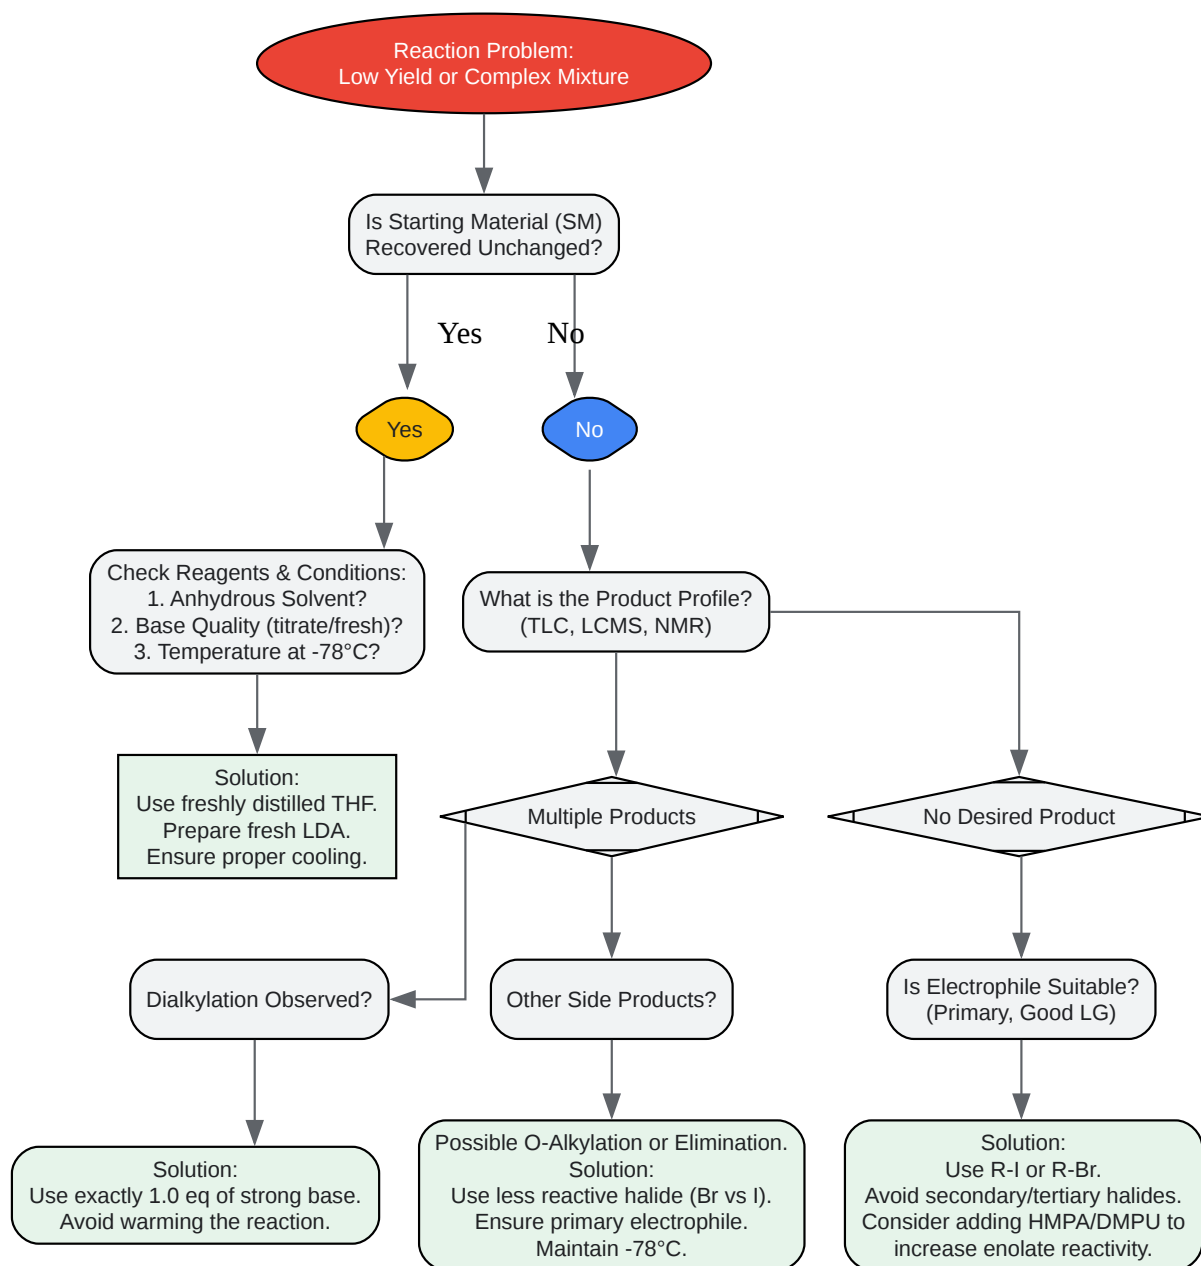 Reaction Problem:
Low Yield or Complex Mixture
Is Starting Material (SM)
Recovered Unchanged?
Yes
No
Yes
No
Check Reagents & Conditions:
1. Anhydrous Solvent?
2. Base Quality (titrate/fresh)?
3. Temperature at -78°C?
What is the Product Profile?
(TLC, LCMS, NMR)
Solution:
Use freshly distilled THF.
Prepare fresh LDA.
Ensure proper cooling.
Multiple Products
No Desired Product
Dialkylation Observed?
Other Side Products?
Is Electrophile Suitable?
(Primary, Good LG)
Solution:
Use exactly 1.0 eq of strong base.
Avoid warming the reaction.
Possible O-Alkylation or Elimination.
Solution:
Use less reactive halide (Br vs I).
Ensure primary electrophile.
Maintain -78°C.
Solution:
Use R-I or R-Br.
Avoid secondary/tertiary halides.
Consider adding HMPA/DMPU to
increase enolate reactivity.